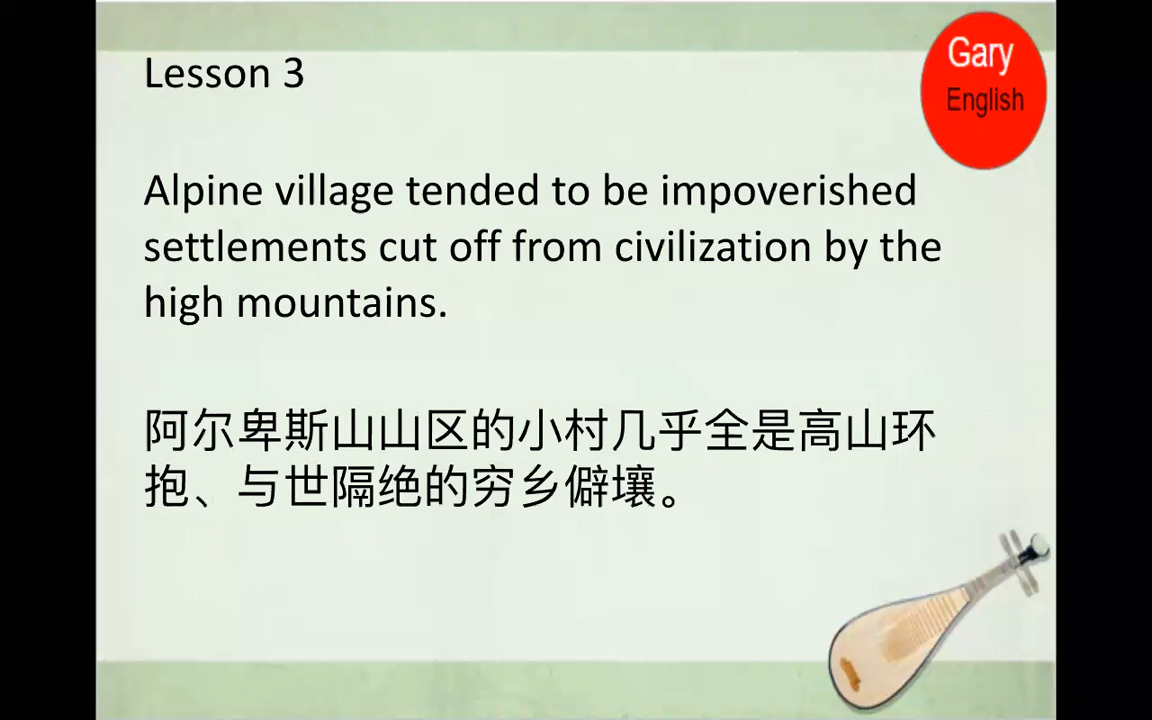 Lesson 3
Gary
English
Alpine village tended to be impoverished
settlements cut off from civilization by the
high mountains.
阿尔卑斯山山区的小村几乎全是高山环
抱、与世隔绝的穷乡僻壤。